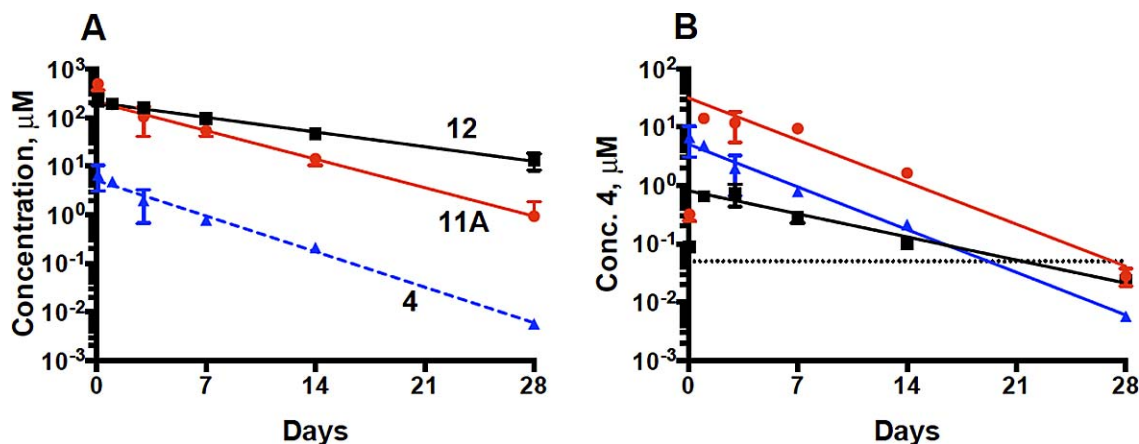 A
Concentration, μM
10³
10²
10¹
10⁰
10⁻¹
10⁻²
10⁻³
12
11A
4
0 7 14 21 28
Days
B
Conc. 4, μM
10²
10¹
10⁰
10⁻¹
10⁻²
10⁻³
0 7 14 21 28
Days